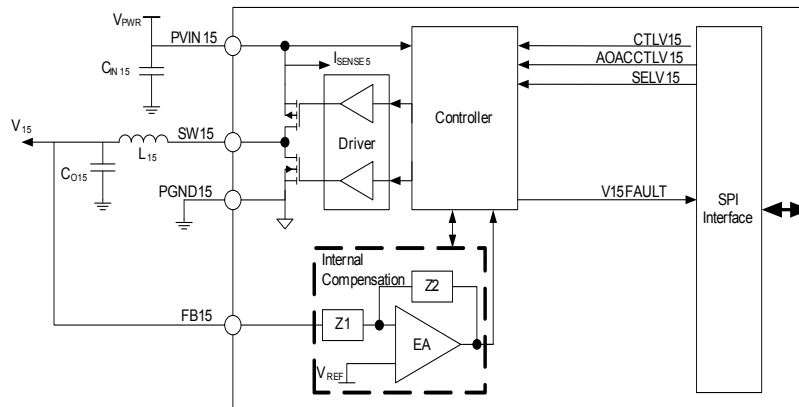 VPWR
PVIN15
CIN15
ISENSE5
V15
L15
SW15
CO15
PGND15
Driver
Controller
CTLV15
AOACCTLV15
SELV15
V15FAULT
SPI
Interface
Internal
Compensation
Z2
FB15
Z1
EA
VREF